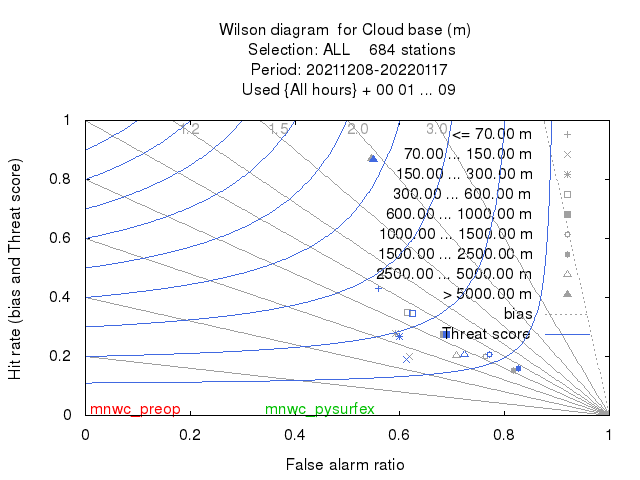 Wilson diagram  for Cloud base (m)
Selection: ALL    684 stations
Period: 20211208-20220117
Used {All hours} + 00 01 ... 09
1.2 1.5 2.0 3.0
<= 70.00 m
70.00 ... 150.00 m
150.00 ... 300.00 m
300.00 ... 600.00 m
600.00 ... 1000.00 m
1000.00 ... 1500.00 m
1500.00 ... 2500.00 m
2500.00 ... 5000.00 m
> 5000.00 m
bias
Threat score
Hit rate (bias and Threat score)
1
0.8
0.6
0.4
0.2
0
mnwc_preop mnwc_pysurfex
0 0.2 0.4 0.6 0.8 1
False alarm ratio